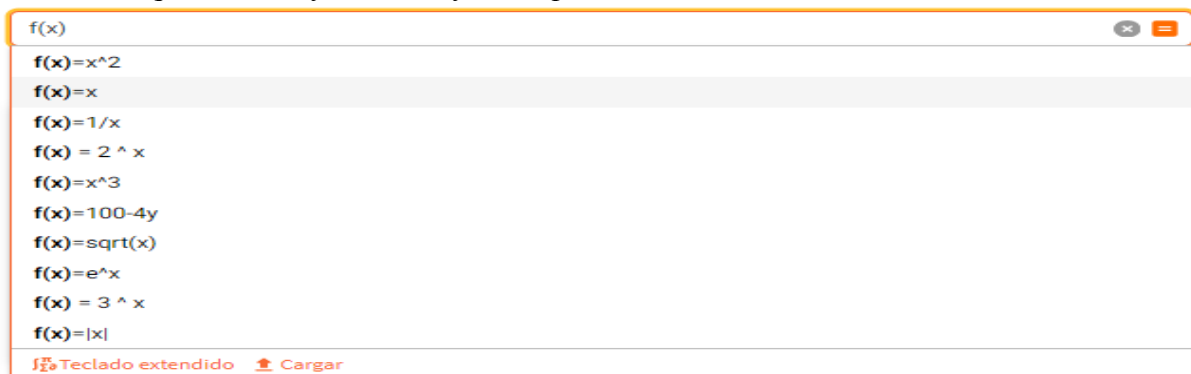 f(x)
f(x)=x^2
f(x)=x
f(x)=1/x
f(x) = 2 ^ x
f(x)=x^3
f(x)=100-4y
f(x)=sqrt(x)
f(x)=e^x
f(x) = 3 ^ x
f(x)=|x|
Teclado extendido Cargar